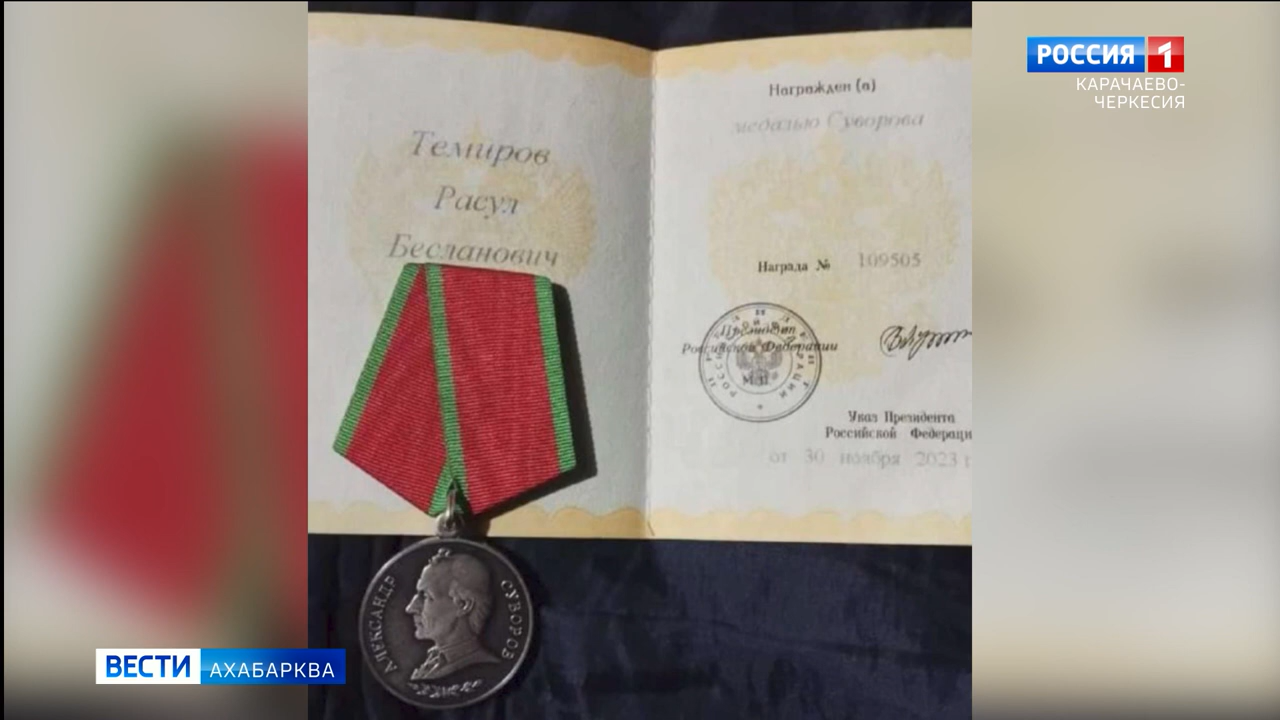 РОССИЯ 1
КАРАЧАЕВО-
ЧЕРКЕСИЯ
Темиров
Расул
Бесланович
Награжден (а)
медалью Суворова
Награда № 109505
Президент
Российской Федерации
М.П.
Указ Президента
Российской Федераци
от 30 ноября 2023 г
АЛЕКСАНДР СУВОРОВ
ВЕСТИ АХАБАРКВА